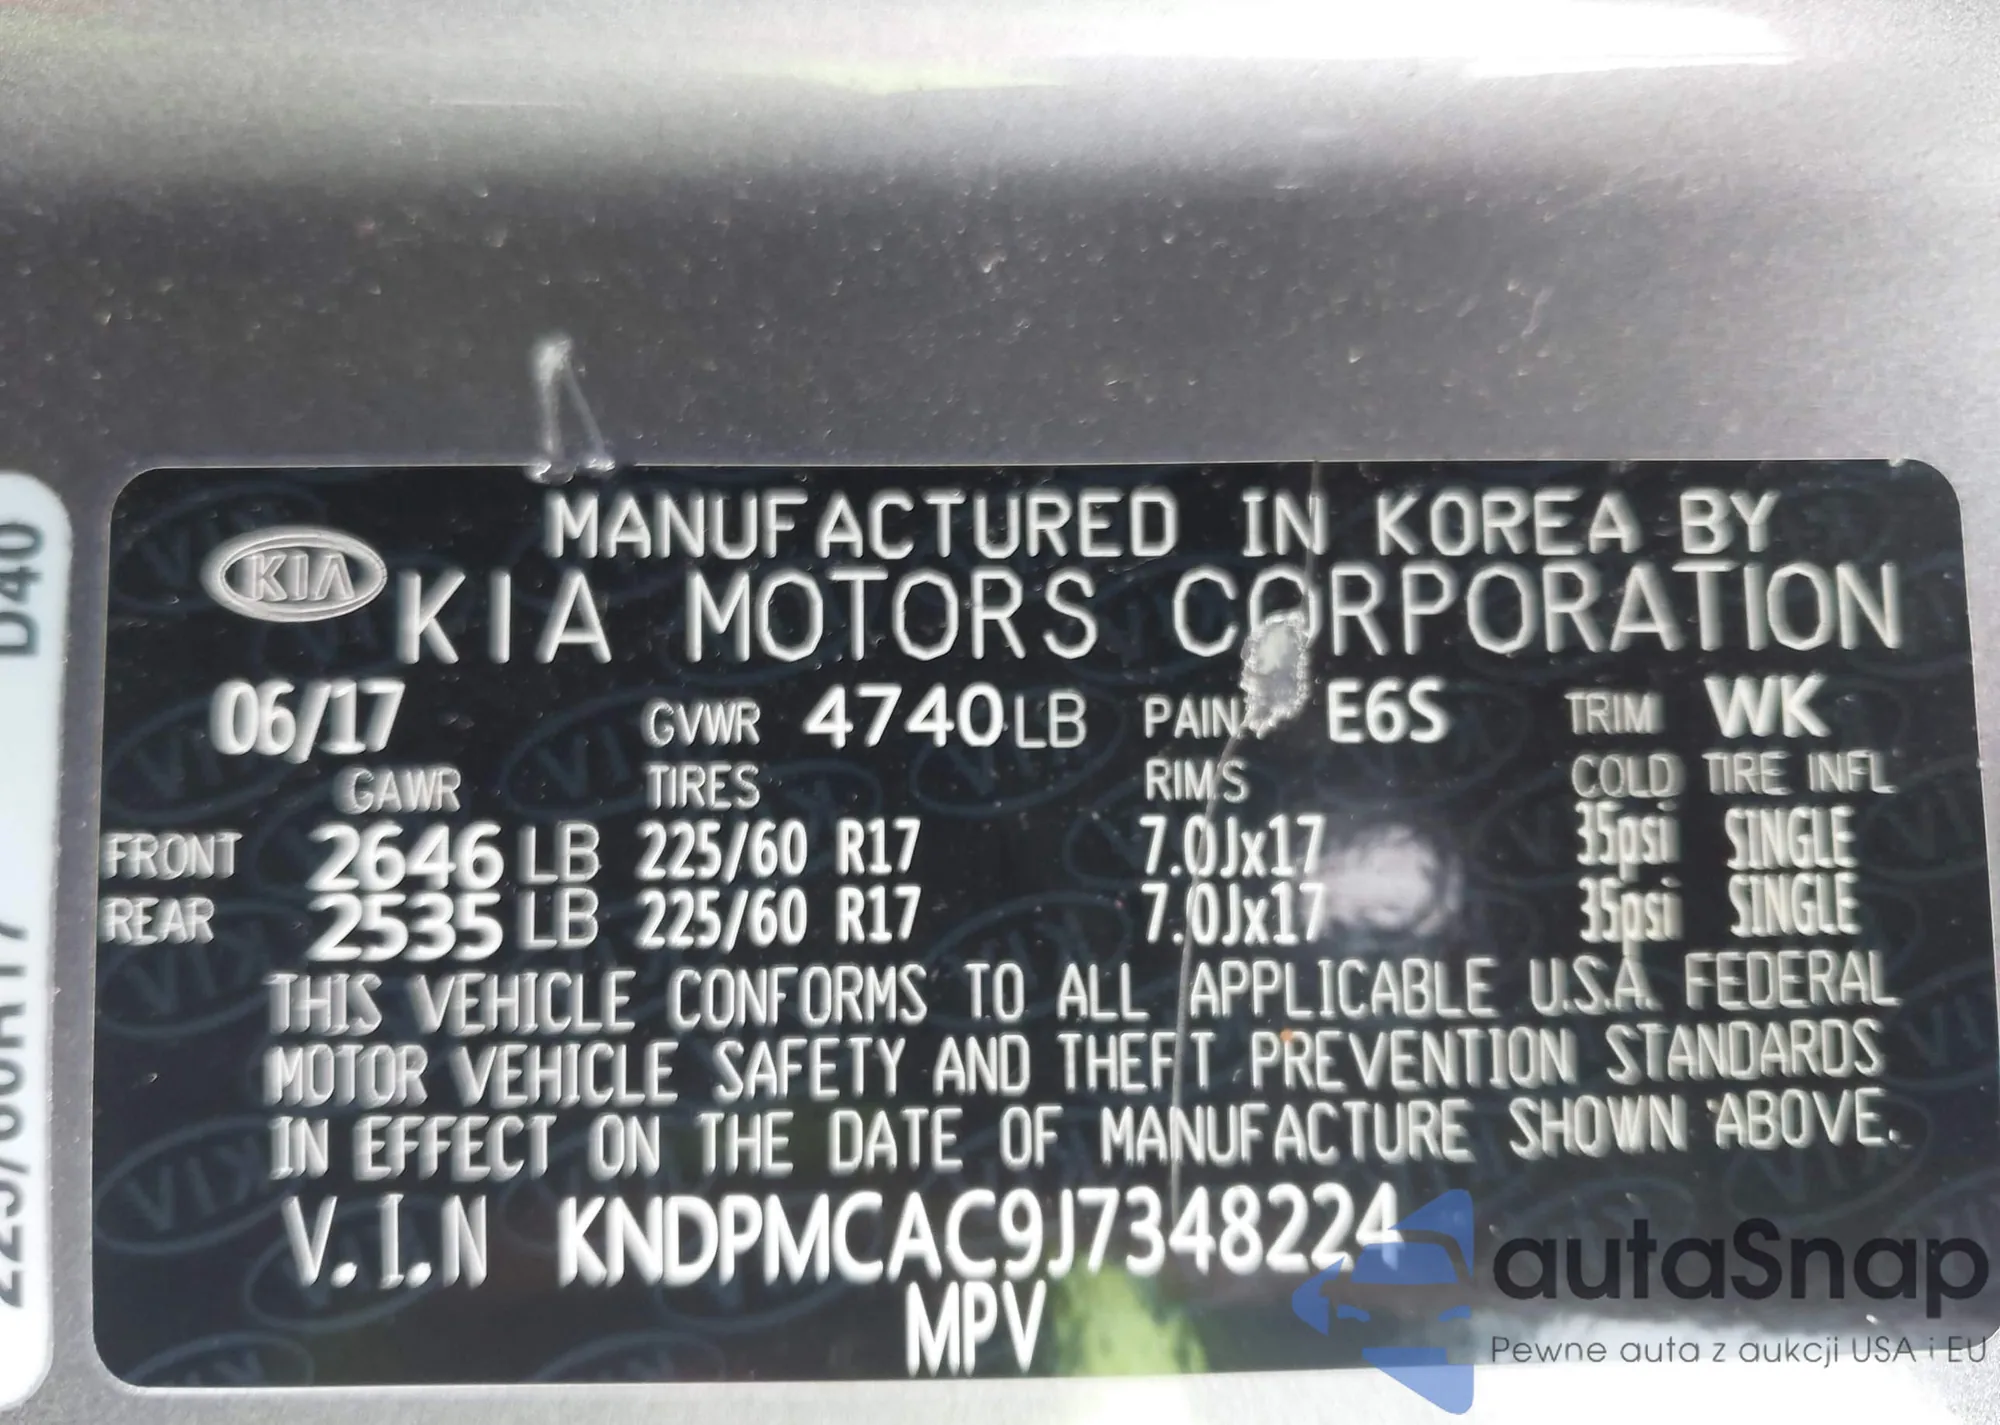 MANUFACTURED IN KOREA BY
KIA KIA MOTORS CORPORATION
06/17 GVWR 4740LB PAIN E6S TRIM WK
GAWR TIRES RIMS COLD TIRE INFL
FRONT 2646 LB 225/60 R17 7.0Jx17 35psi SINGLE
REAR 2535 LB 225/60 R17 7.0Jx17 35psi SINGLE
THIS VEHICLE CONFORMS TO ALL APPLICABLE U.S.A. FEDERAL
MOTOR VEHICLE SAFETY AND THEFT PREVENTION STANDARDS
IN EFFECT ON THE DATE OF MANUFACTURE SHOWN ABOVE.
V.I.N KNDPMCAC9J7348224
MPV
D40
autaSnap
Pewne auta z aukcji USA i EU